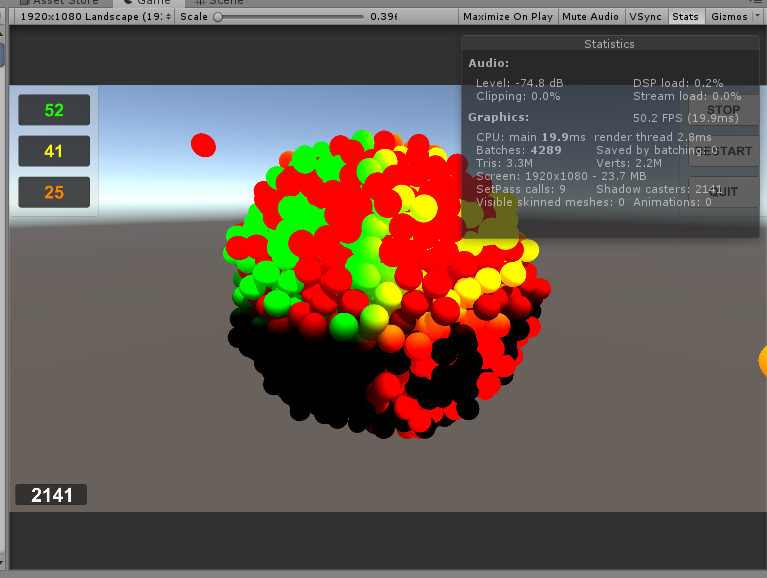 Asset Store Game Scene
1920x1080 Landscape (19: Scale 0.39 Maximize On Play Mute Audio VSync Stats Gizmos
Statistics
Audio:
Level: -74.8 dB DSP load: 0.2%
Clipping: 0.0% Stream load: 0.0%
Graphics: 50.2 FPS (19.9ms)
CPU: main 19.9ms render thread 2.8ms
Batches: 4289 Saved by batching: 0
Tris: 3.3M Verts: 2.2M
Screen: 1920x1080 - 23.7 MB
SetPass calls: 9 Shadow casters: 2141
Visible skinned meshes: 0 Animations: 0
STOP
RESTART
QUIT
52
41
25
2141